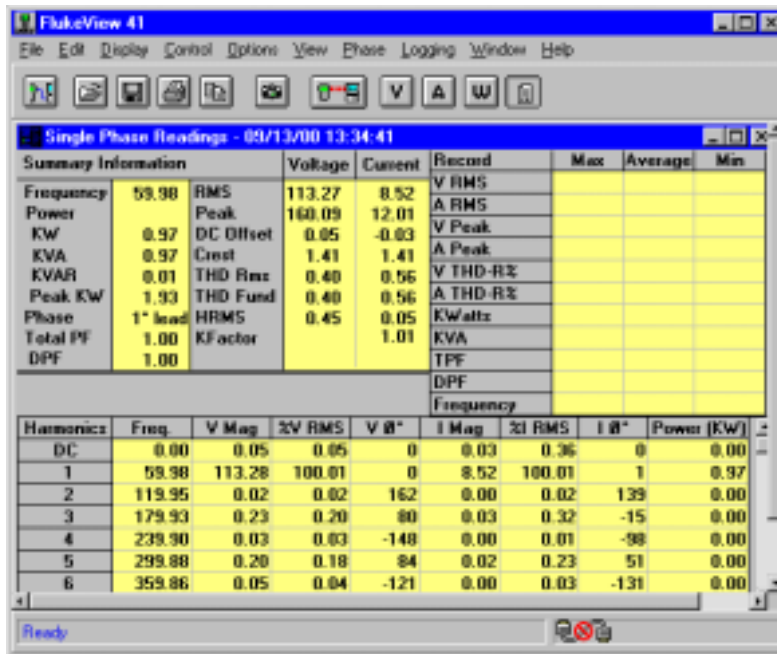 FlukeView 41
File Edit Display Control Options View Phase Logging Window Help
V A W
Single Phase Readings - 09/13/00 13:34:41
Summary Information Voltage Current Record Max Average Min
Frequency 59.98 RMS 113.27 8.52 V RMS
Power Peak 160.09 12.01 A RMS
KW 0.97 DC Offset 0.05 -0.03 V Peak
KVA 0.97 Crest 1.41 1.41 A Peak
KVAR 0.01 THD Rms 0.40 0.56 V THD-R%
Peak KW 1.93 THD Fund 0.40 0.56 A THD-R%
Phase 1° lead HRMS 0.45 0.05 KWatts
Total PF 1.00 KFactor 1.01 KVA
DPF 1.00 TPF
DPF
Frequency
Harmonics Freq. V Mag %V RMS V Ø° I Mag %I RMS I Ø° Power (KW)
DC 0.00 0.05 0.05 0 0.03 0.36 0 0.00
1 59.98 113.28 100.01 0 8.52 100.01 1 0.97
2 119.95 0.02 0.02 162 0.00 0.02 139 0.00
3 179.93 0.23 0.20 80 0.03 0.32 -15 0.00
4 239.90 0.03 0.03 -148 0.00 0.01 -98 0.00
5 299.88 0.20 0.18 84 0.02 0.23 51 0.00
6 359.86 0.05 0.04 -121 0.00 0.03 -131 0.00
Ready